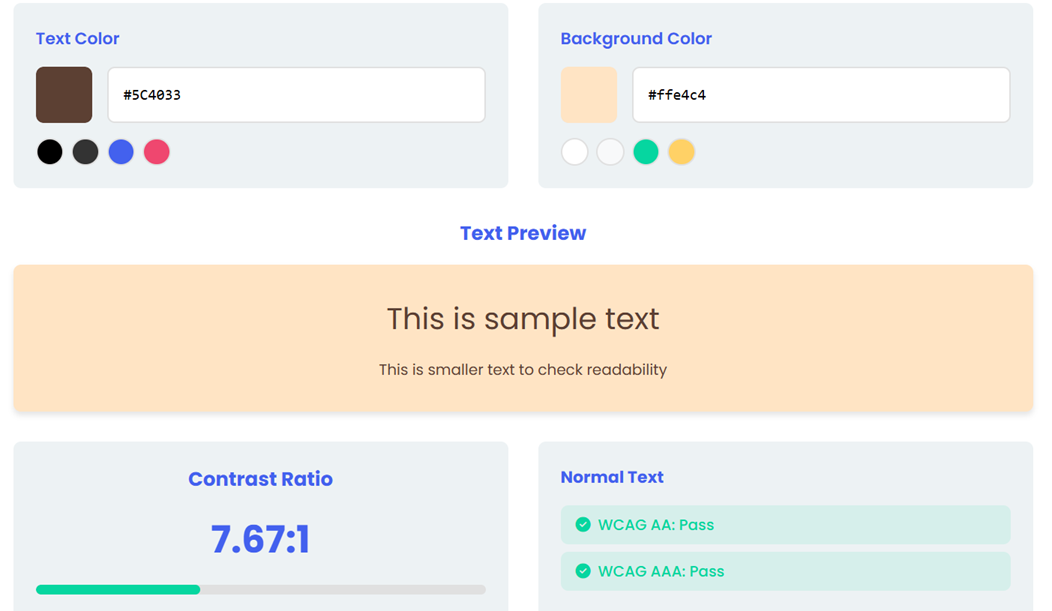 Text Color
#5C4033
Background Color
#ffe4c4
Text Preview
This is sample text
This is smaller text to check readability
Contrast Ratio
7.67:1
Normal Text
WCAG AA: Pass
WCAG AAA: Pass